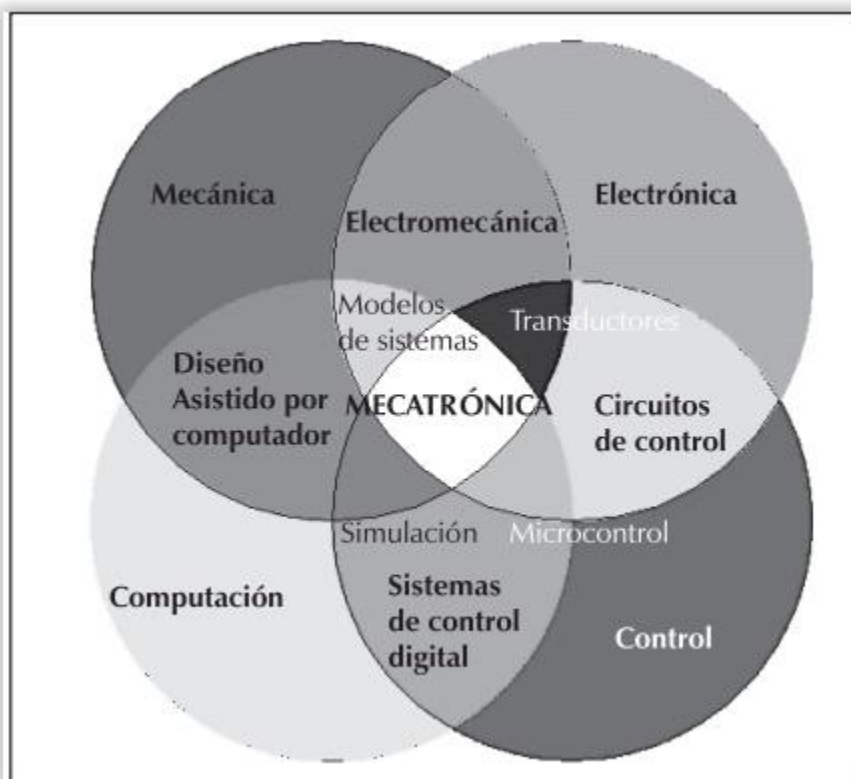 Mecánica
Electrónica
Electromecánica
Modelos
de sistemas
Transductores
Diseño
Asistido por
computador
MECATRÓNICA
Circuitos
de control
Simulación
Microcontrol
Computación
Sistemas
de control
digital
Control